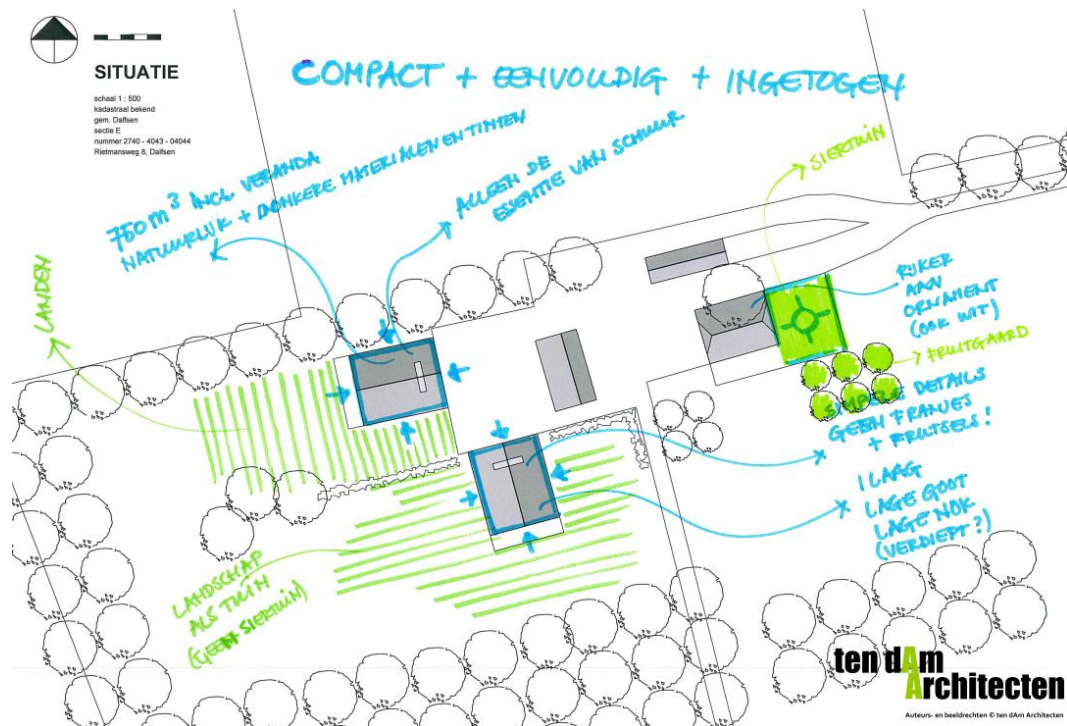 SITUATIE
schaal 1 : 500
kadastraal bekend
gem. Dalfsen
sectie E
nummer 2740 - 4043 - 04044
Rietmansweg 8, Dalfsen
COMPACT + EENVOUDIG + INGETOGEN
750 m³ INCL VERANDA
NATUURLIJK + DONKERE MATERIALEN EN TINTEN
ALLEEN DE
ESSENTIE VAN SCHUUR
SIERTUIN
LANDEN
RIJKER
AAN
ORNAMENT
(OOK WIT)
FRUITGAARD
SIMPELE DETAILS
GEEN FRANJES
+ FRUTSELS!
1 LAAG
LAGE GOOT
LAGE NOK
(VERDIEPT?)
LANDSCHAP
ALS TUIN
(GEEN SIERTUIN)
ten dAm
Architecten
Auteurs- en beeldrechten © ten dAm Architecten